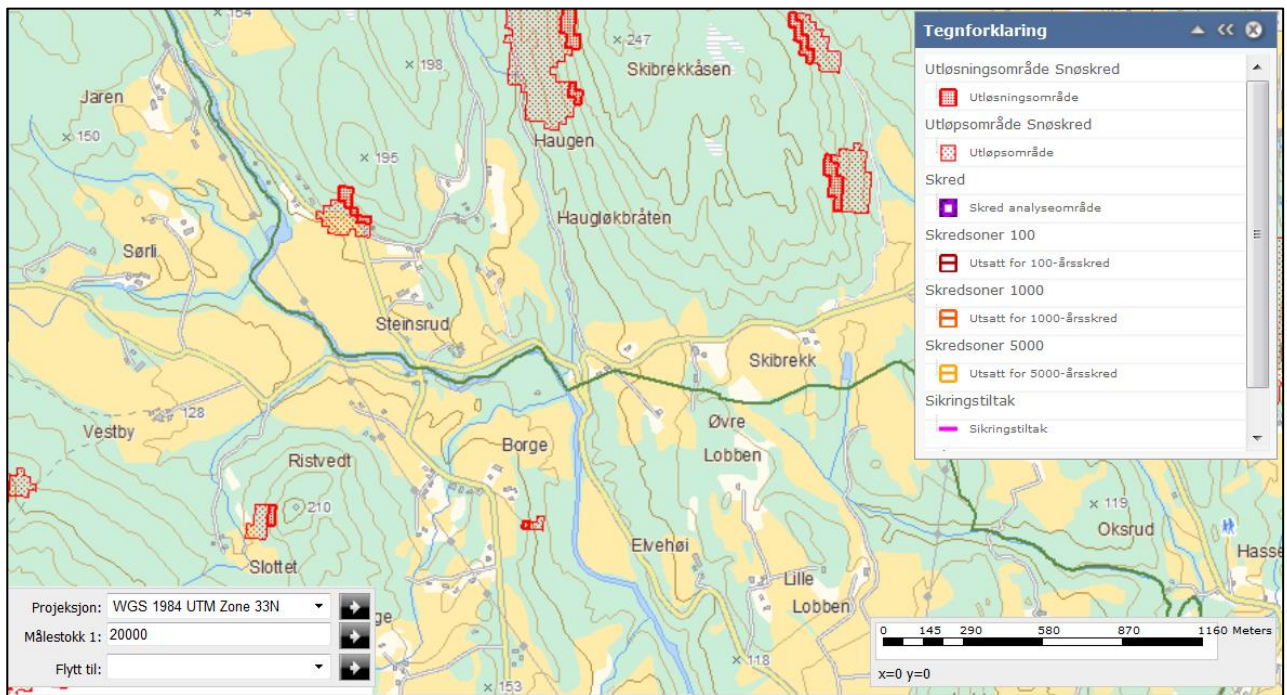 154
× 247
Skibrekkåsen
× 198
Jaren
× 150
Haugen
× 195
Haugløkbråten
Sørli
Steinsrud
Skibrekk
128
Vestby
Øvre
Lobben
Borge
Ristvedt
210
Slottet
Elvehøi
Lille
Lobben
× 119
Oksrud
Hasse
× 118
× 153
ge
Tegnforklaring
Utløsningsområde Snøskred
Utløsningsområde
Utløpsområde Snøskred
Utløpsområde
Skred
Skred analyseområde
Skredsoner 100
Utsatt for 100-årsskred
Skredsoner 1000
Utsatt for 1000-årsskred
Skredsoner 5000
Utsatt for 5000-årsskred
Sikringstiltak
Sikringstiltak
Projeksjon: WGS 1984 UTM Zone 33N
Målestokk 1: 20000
Flytt til:
0 145 290 580 870 1160 Meters
x=0 y=0